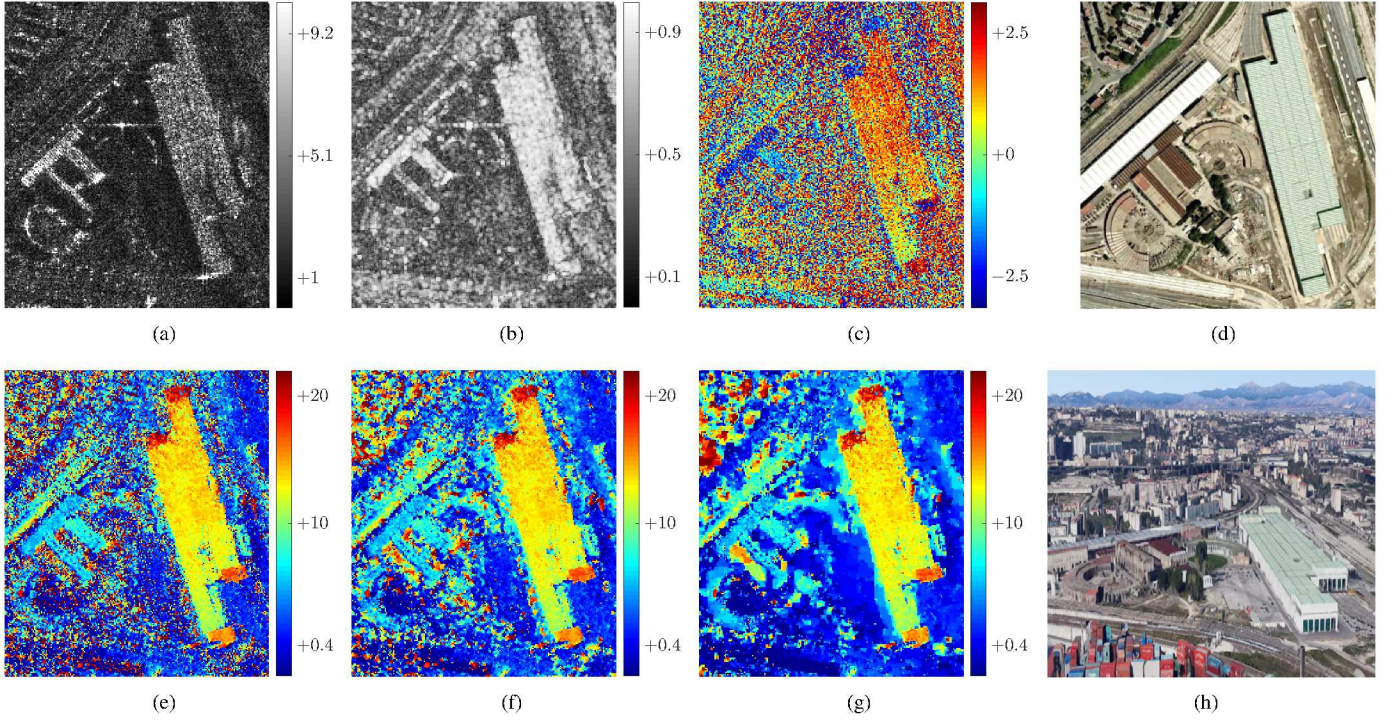 +9.2
+5.1
+1
+0.9
+0.5
+0.1
+2.5
+0
−2.5
(a)
(b)
(c)
(d)
+20
+10
+0.4
+20
+10
+0.4
+20
+10
+0.4
(e)
(f)
(g)
(h)